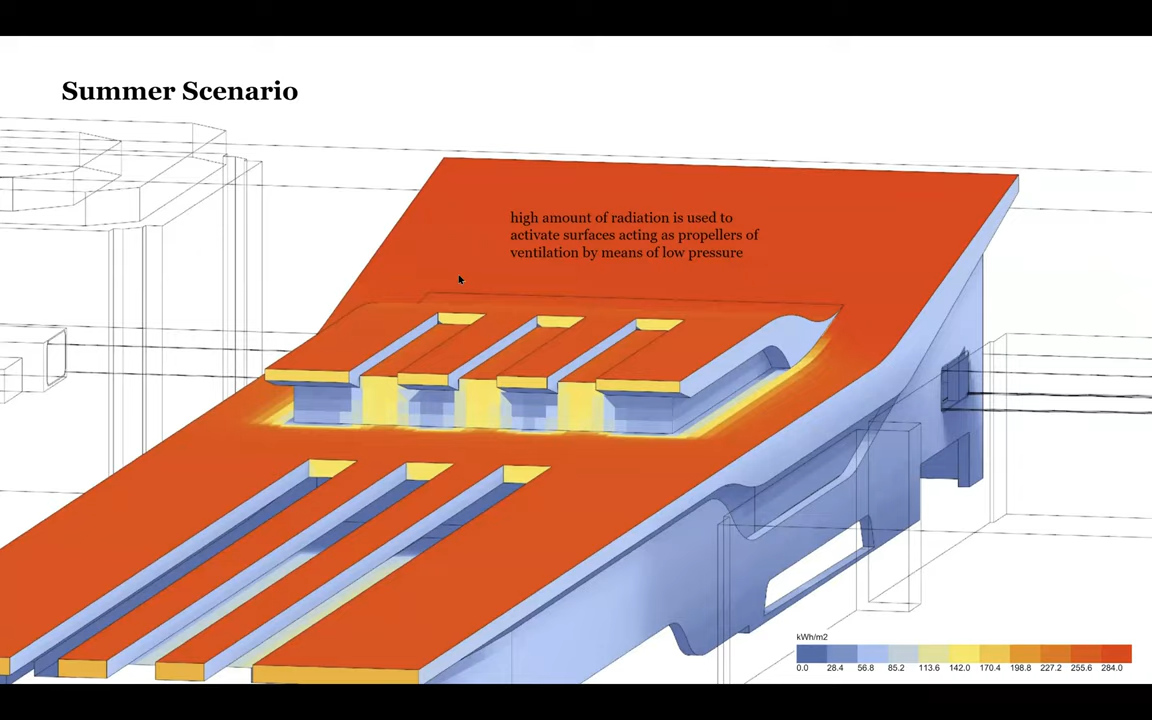 Summer Scenario
high amount of radiation is used to
activate surfaces acting as propellers of
ventilation by means of low pressure
kWh/m2
0.0 28.4 56.8 85.2 113.6 142.0 170.4 198.8 227.2 255.6 284.0